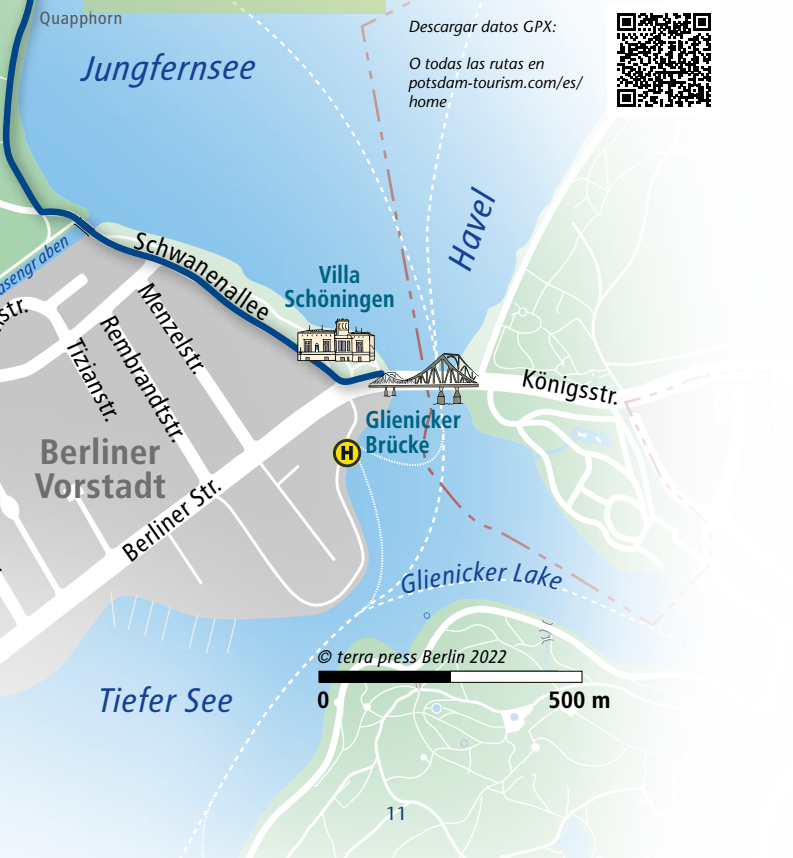 Quapphorn
Descargar datos GPX:
Jungfernsee
O todas las rutas en
potsdam-tourism.com/es/
home
Havel
Schwanenallee
Villa
Schöningen
Menzelstr.
Rembrandtstr.
Tizianstr.
Königsstr.
Glienicker
Brücke
H
Berliner
Vorstadt
Berliner Str.
Glienicker Lake
© terra press Berlin 2022
Tiefer See
0 500 m
11